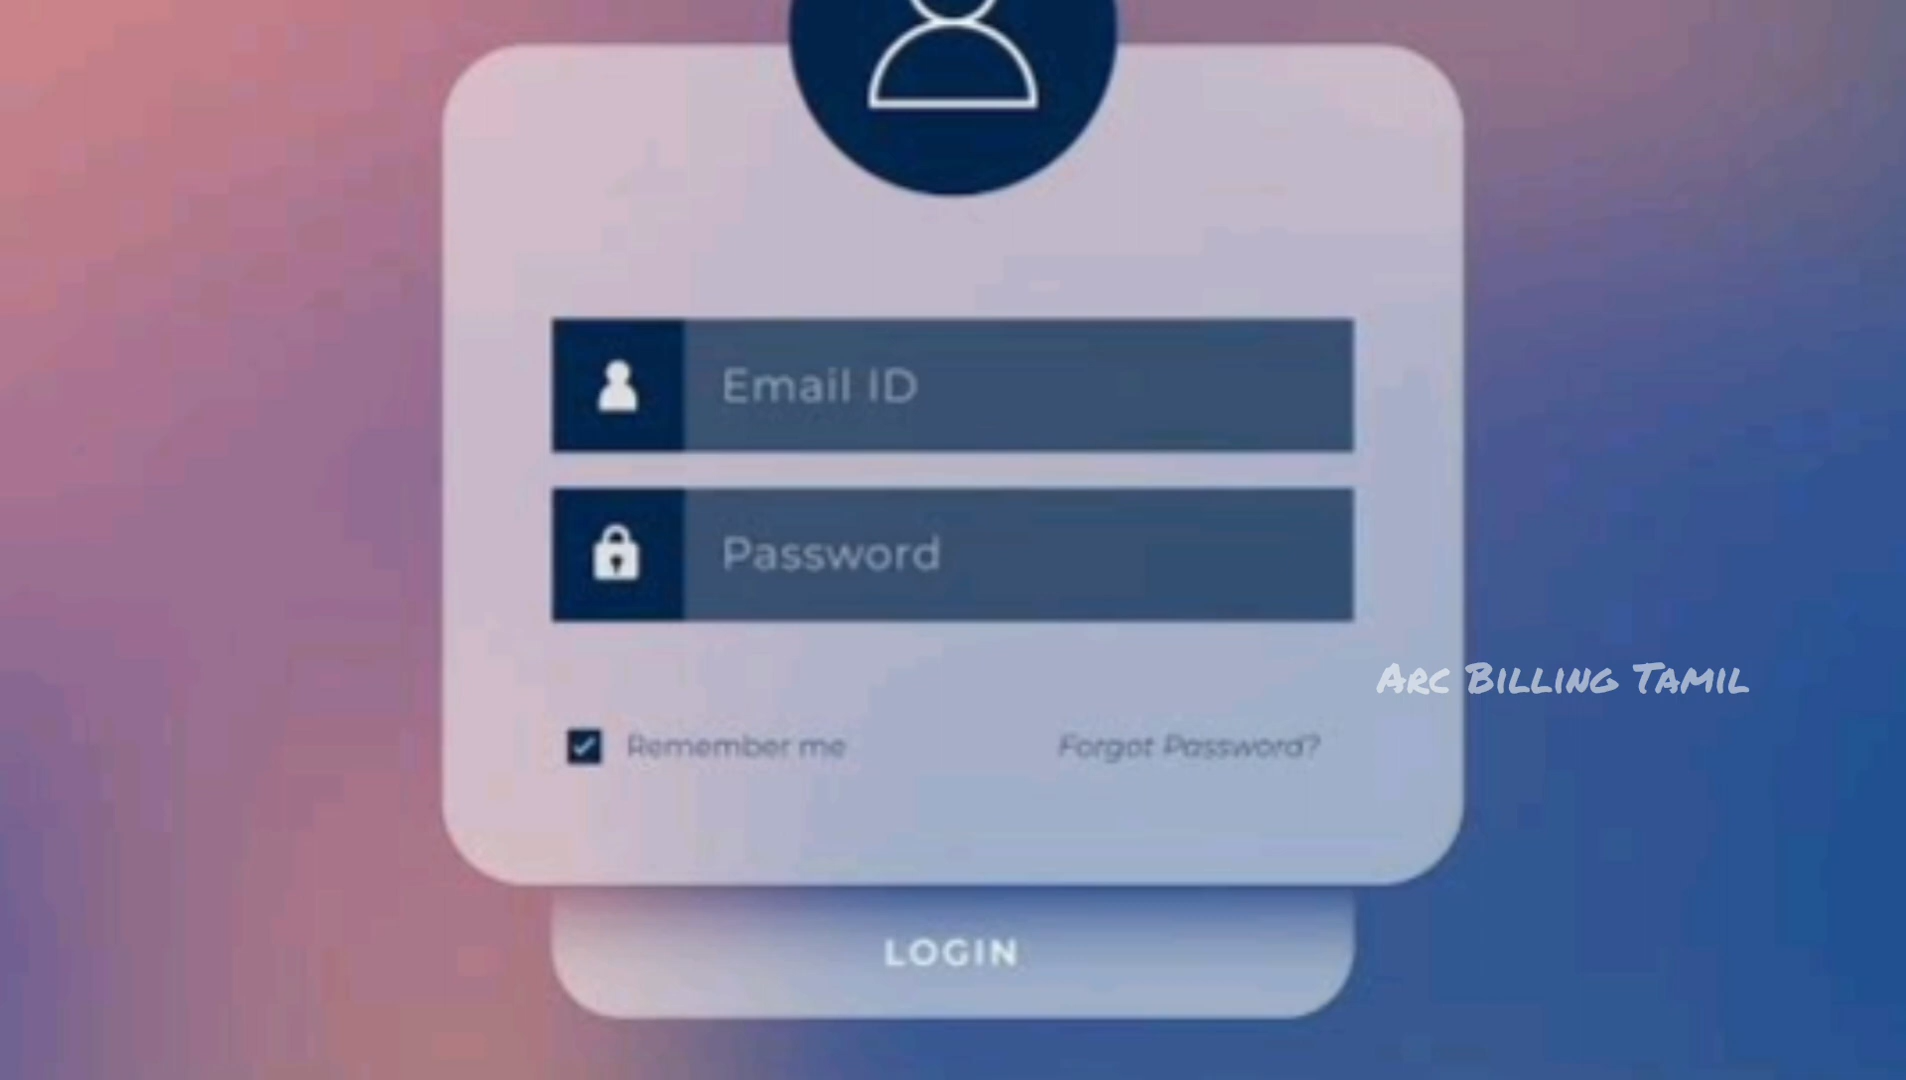 Email ID
Password
Arc Billing Tamil
Remember me
Forgot Password?
LOGIN